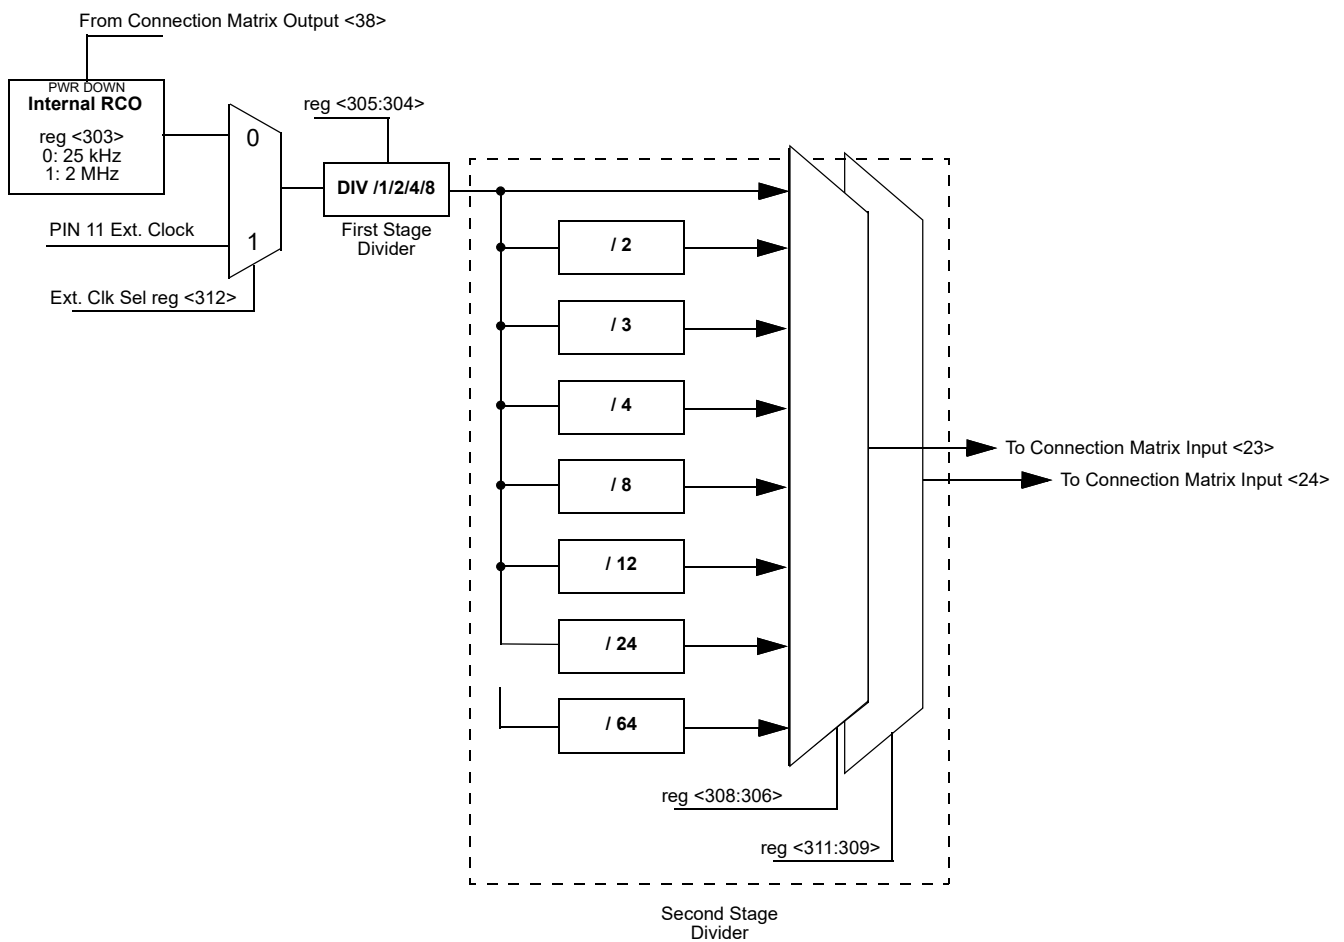 From Connection Matrix Output <38>
PWR DOWN
Internal RCO
reg <303>
0: 25 kHz
1: 2 MHz
PIN 11 Ext. Clock
Ext. Clk Sel reg <312>
0
1
reg <305:304>
DIV /1/2/4/8
First Stage
Divider
/ 2
/ 3
/ 4
/ 8
/ 12
/ 24
/ 64
To Connection Matrix Input <23>
To Connection Matrix Input <24>
reg <308:306>
reg <311:309>
Second Stage
Divider